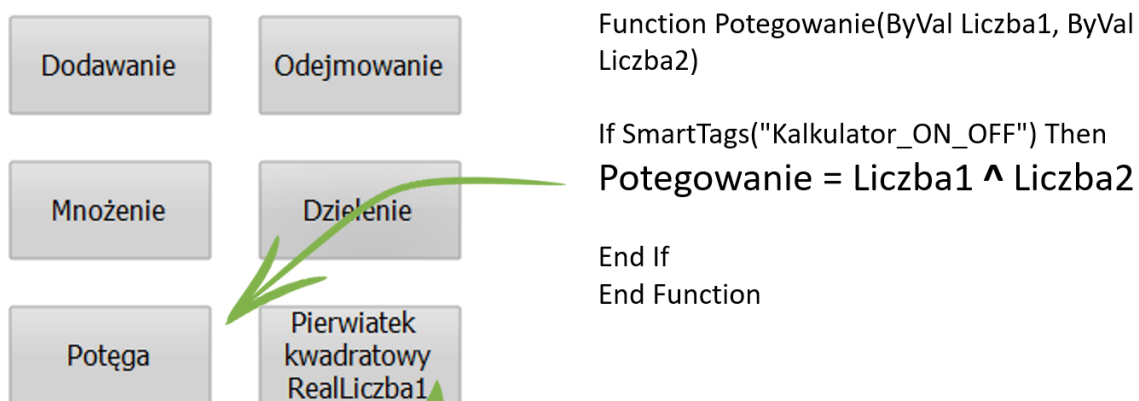 Dodawanie
Odejmowanie
Mnożenie
Dzielenie
Potęga
Pierwiatek
kwadratowy
RealLiczba1
Function Potegowanie(ByVal Liczba1, ByVal
Liczba2)
If SmartTags("Kalkulator_ON_OFF") Then
Potegowanie = Liczba1 ^ Liczba2
End If
End Function